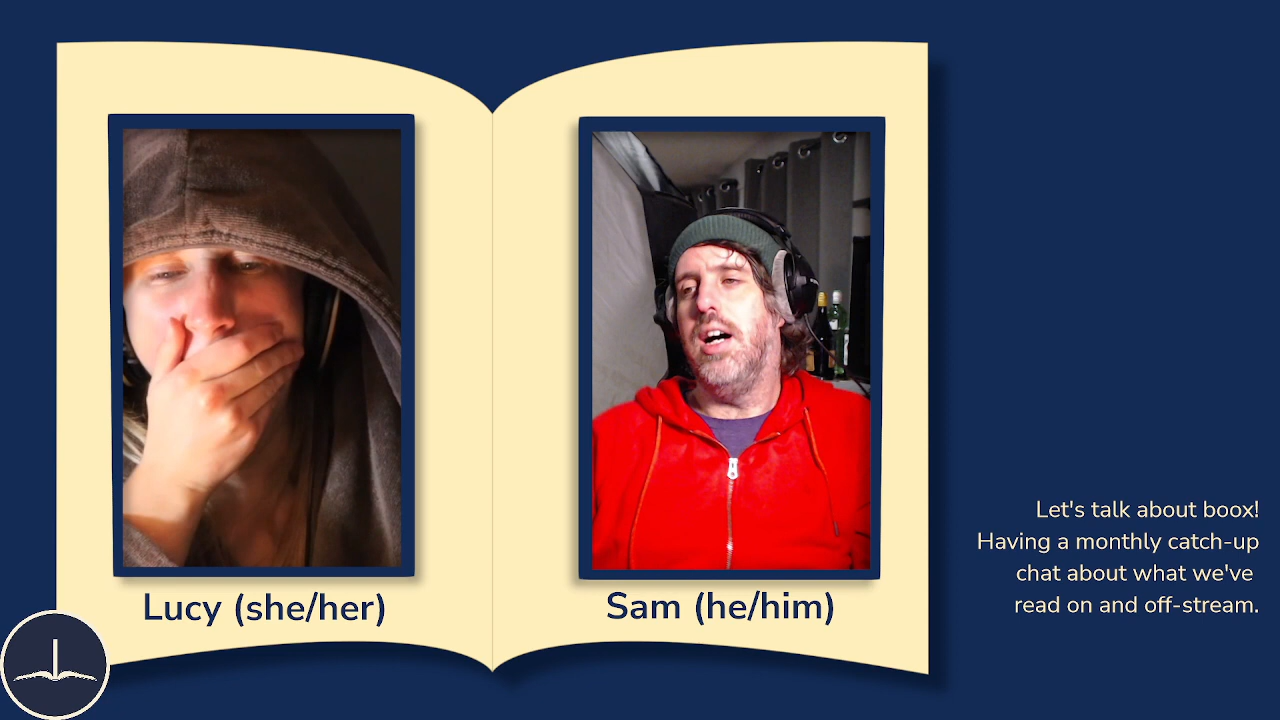 Lucy (she/her)
Sam (he/him)
Let's talk about boox!
Having a monthly catch-up
chat about what we've
read on and off-stream.